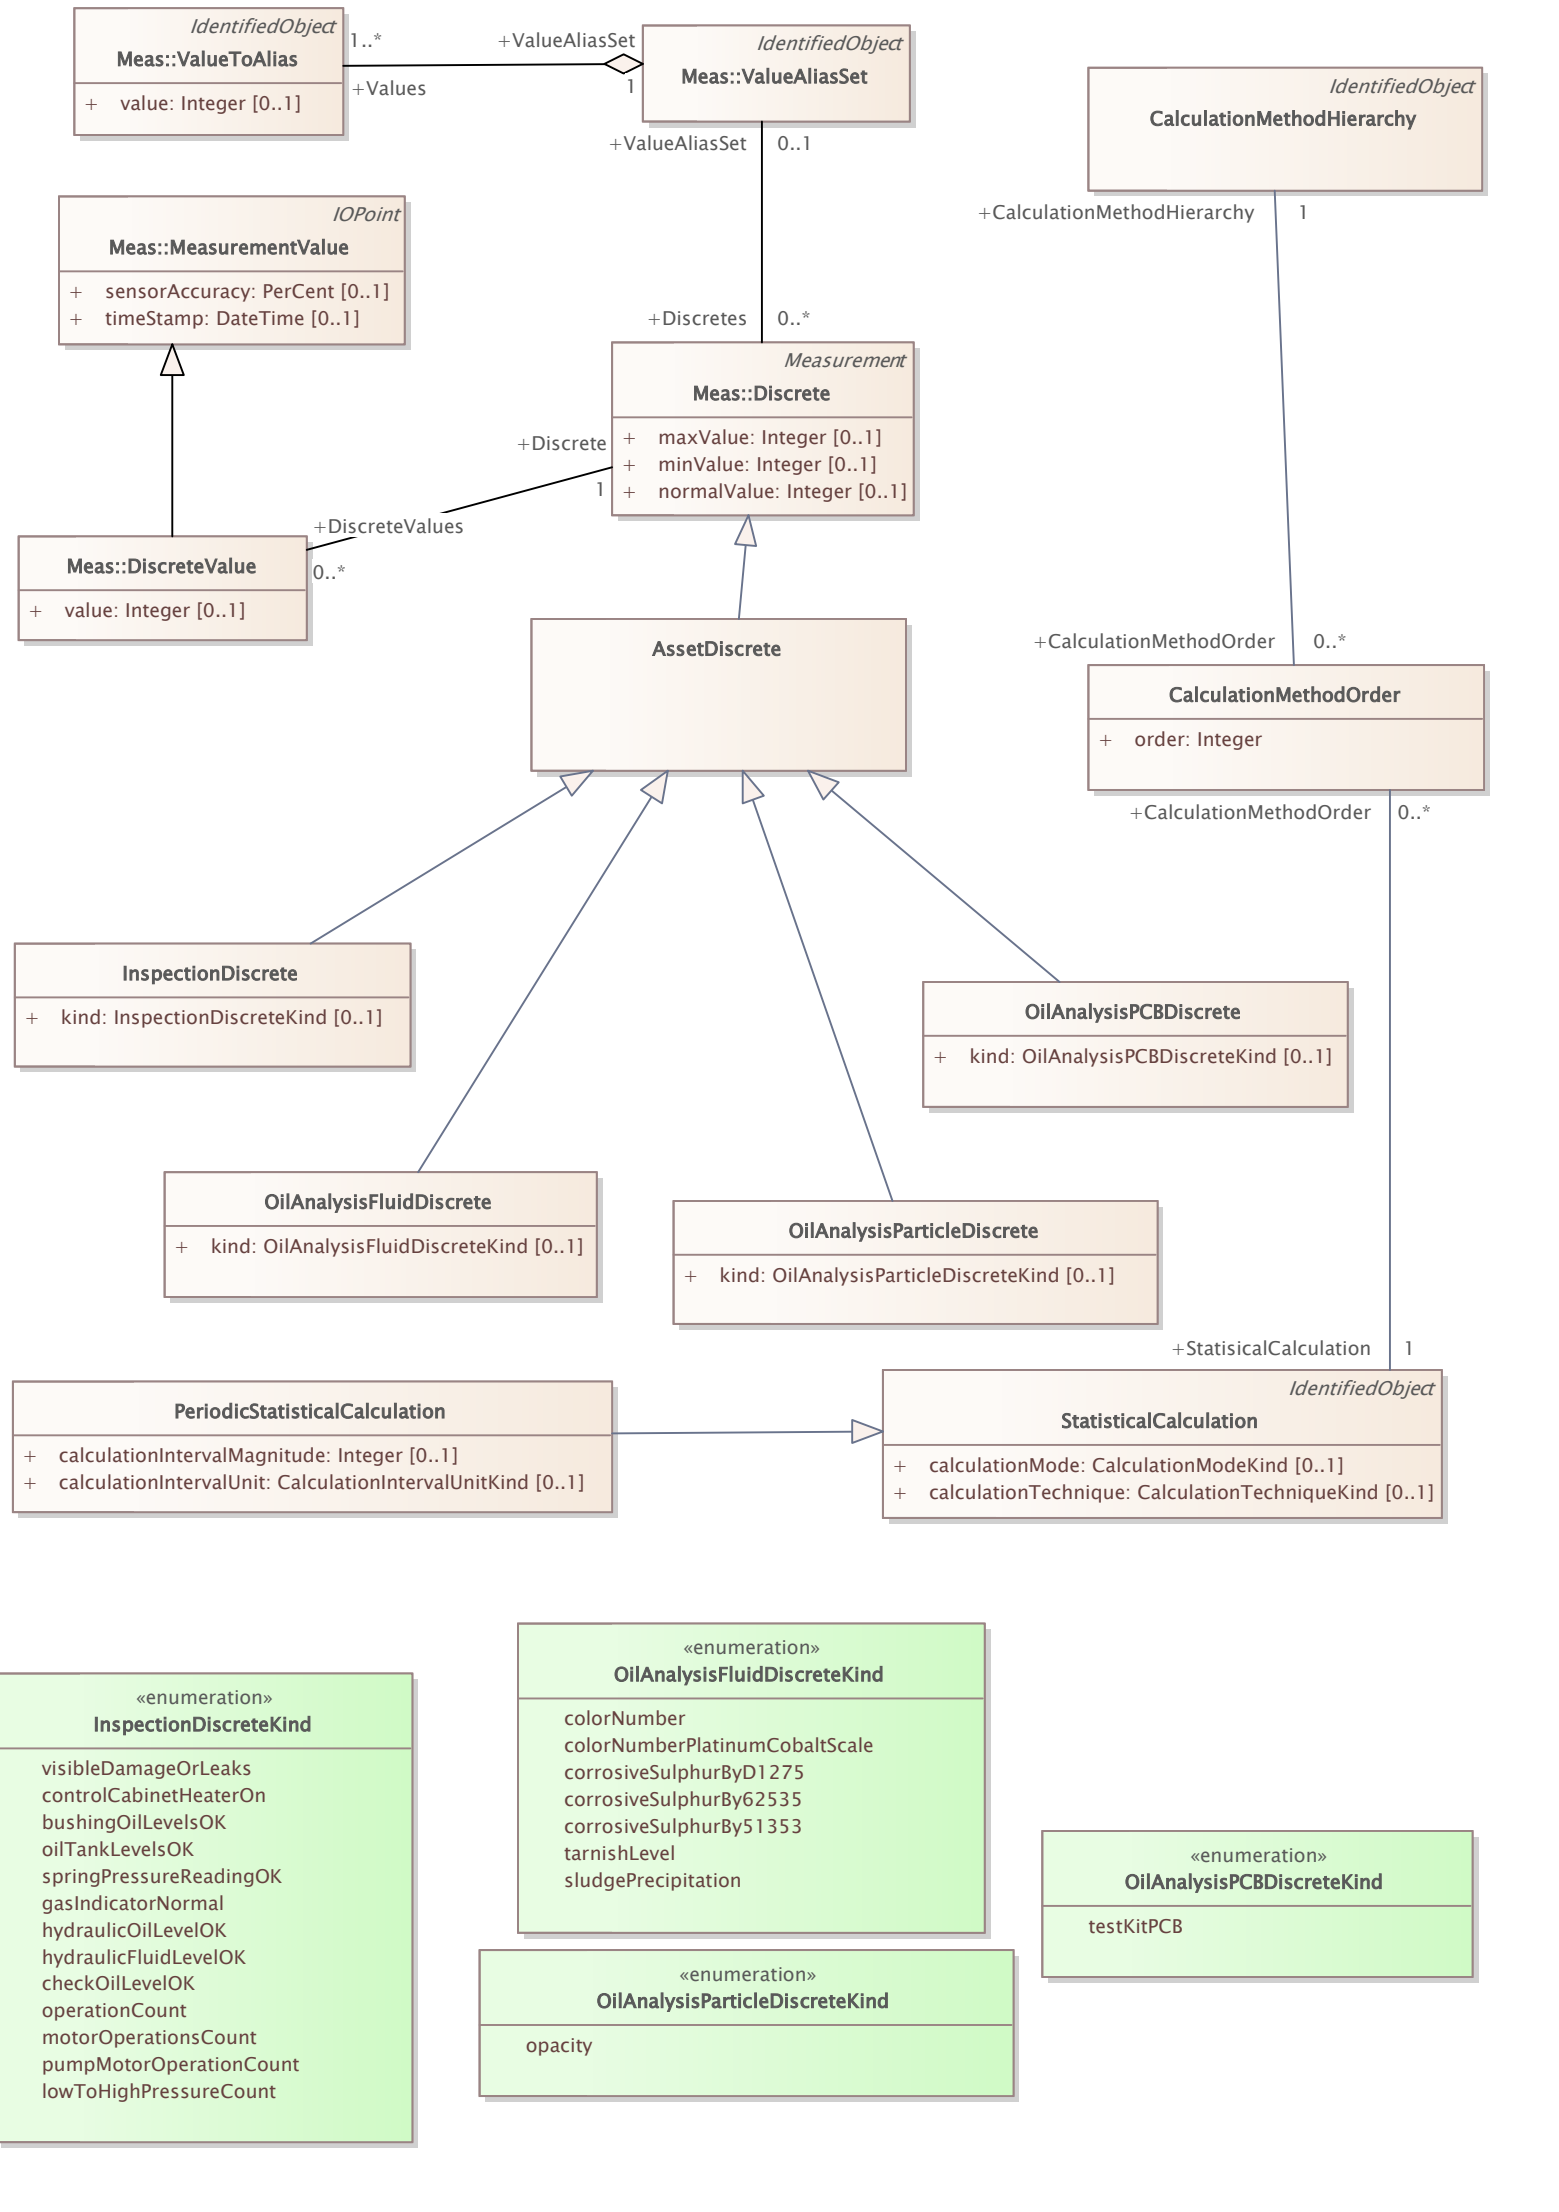 IdentifiedObject
Meas::ValueToAlias
+ value: Integer [0..1]
1..*
+Values
+ValueAliasSet
1
IdentifiedObject
Meas::ValueAliasSet
+ValueAliasSet 0..1
IdentifiedObject
CalculationMethodHierarchy
+CalculationMethodHierarchy 1
IOPoint
Meas::MeasurementValue
+ sensorAccuracy: PerCent [0..1]
+ timeStamp: DateTime [0..1]
+Discretes 0..*
Measurement
Meas::Discrete
+ maxValue: Integer [0..1]
+ minValue: Integer [0..1]
+ normalValue: Integer [0..1]
+Discrete
1
+DiscreteValues
0..*
Meas::DiscreteValue
+ value: Integer [0..1]
AssetDiscrete
+CalculationMethodOrder 0..*
CalculationMethodOrder
+ order: Integer
+CalculationMethodOrder 0..*
InspectionDiscrete
+ kind: InspectionDiscreteKind [0..1]
OilAnalysisPCBDiscrete
+ kind: OilAnalysisPCBDiscreteKind [0..1]
OilAnalysisFluidDiscrete
+ kind: OilAnalysisFluidDiscreteKind [0..1]
OilAnalysisParticleDiscrete
+ kind: OilAnalysisParticleDiscreteKind [0..1]
+StatisicalCalculation 1
PeriodicStatisticalCalculation
+ calculationIntervalMagnitude: Integer [0..1]
+ calculationIntervalUnit: CalculationIntervalUnitKind [0..1]
IdentifiedObject
StatisticalCalculation
+ calculationMode: CalculationModeKind [0..1]
+ calculationTechnique: CalculationTechniqueKind [0..1]
«enumeration»
InspectionDiscreteKind
visibleDamageOrLeaks
controlCabinetHeaterOn
bushingOilLevelsOK
oilTankLevelsOK
springPressureReadingOK
gasIndicatorNormal
hydraulicOilLevelOK
hydraulicFluidLevelOK
checkOilLevelOK
operationCount
motorOperationsCount
pumpMotorOperationCount
lowToHighPressureCount
«enumeration»
OilAnalysisFluidDiscreteKind
colorNumber
colorNumberPlatinumCobaltScale
corrosiveSulphurByD1275
corrosiveSulphurBy62535
corrosiveSulphurBy51353
tarnishLevel
sludgePrecipitation
«enumeration»
OilAnalysisParticleDiscreteKind
opacity
«enumeration»
OilAnalysisPCBDiscreteKind
testKitPCB